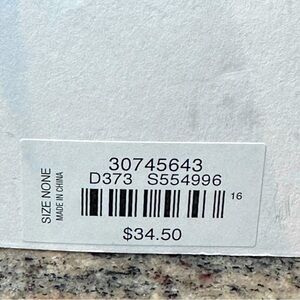 30745643
D373 S554996
SIZE NONE
MADE IN CHINA
16
$34.50